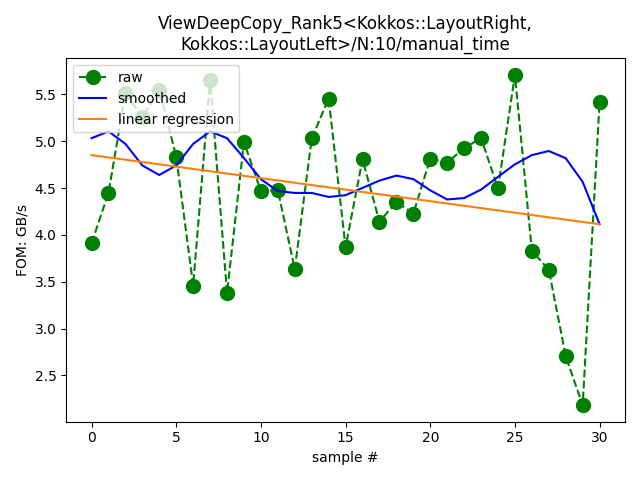 ViewDeepCopy_Rank5<Kokkos::LayoutRight,
Kokkos::LayoutLeft>/N:10/manual_time
raw
smoothed
linear regression
FOM: GB/s
5.5
5.0
4.5
4.0
3.5
3.0
2.5
0 5 10 15 20 25 30
sample #